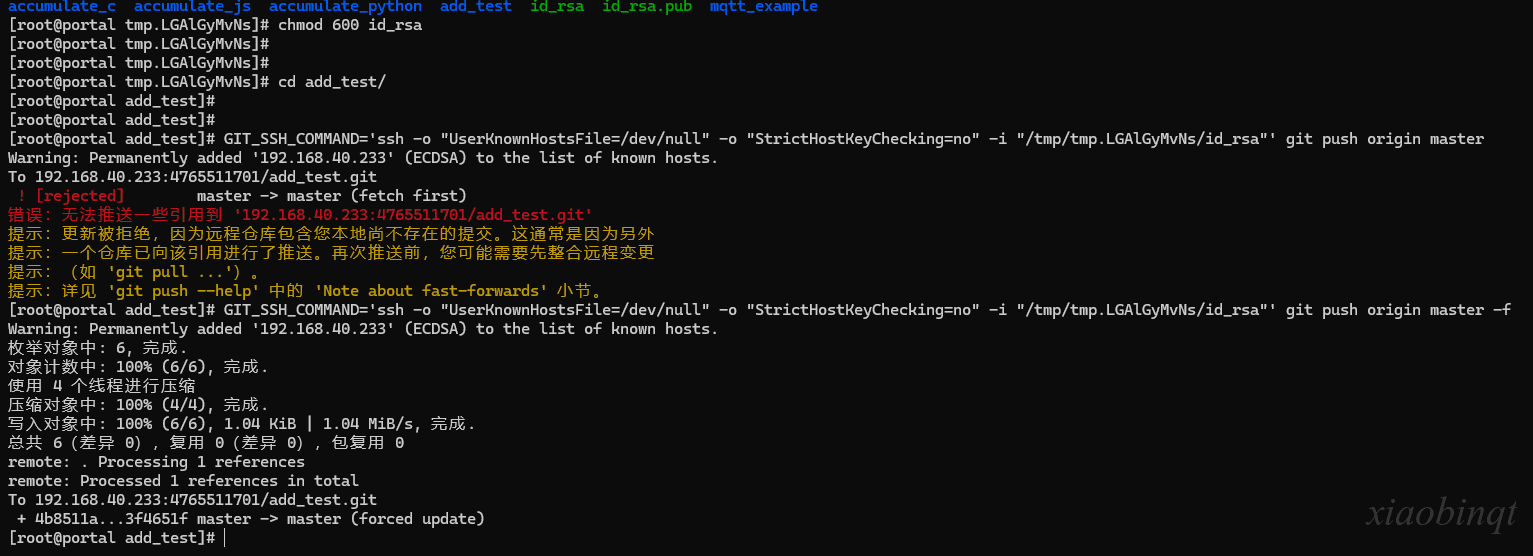 accumulate_c  accumulate_js  accumulate_python  add_test  id_rsa  id_rsa.pub  mqtt_example
[root@portal tmp.LGAlGyMvNs]# chmod 600 id_rsa
[root@portal tmp.LGAlGyMvNs]#
[root@portal tmp.LGAlGyMvNs]#
[root@portal tmp.LGAlGyMvNs]# cd add_test/
[root@portal add_test]#
[root@portal add_test]#
[root@portal add_test]# GIT_SSH_COMMAND='ssh -o "UserKnownHostsFile=/dev/null" -o "StrictHostKeyChecking=no" -i "/tmp/tmp.LGAlGyMvNs/id_rsa"' git push origin master
Warning: Permanently added '192.168.40.233' (ECDSA) to the list of known hosts.
To 192.168.40.233:4765511701/add_test.git
 ! [rejected]        master -> master (fetch first)
错误：无法推送一些引用到 '192.168.40.233:4765511701/add_test.git'
提示：更新被拒绝，因为远程仓库包含您本地尚不存在的提交。这通常是因为另外
提示：一个仓库已向该引用进行了推送。再次推送前，您可能需要先整合远程变更
提示：（如 'git pull ...'）。
提示：详见 'git push --help' 中的 'Note about fast-forwards' 小节。
[root@portal add_test]# GIT_SSH_COMMAND='ssh -o "UserKnownHostsFile=/dev/null" -o "StrictHostKeyChecking=no" -i "/tmp/tmp.LGAlGyMvNs/id_rsa"' git push origin master -f
Warning: Permanently added '192.168.40.233' (ECDSA) to the list of known hosts.
枚举对象中: 6, 完成.
对象计数中: 100% (6/6), 完成.
使用 4 个线程进行压缩
压缩对象中: 100% (4/4), 完成.
写入对象中: 100% (6/6), 1.04 KiB | 1.04 MiB/s, 完成.
总共 6（差异 0），复用 0（差异 0），包复用 0
remote: . Processing 1 references
remote: Processed 1 references in total
To 192.168.40.233:4765511701/add_test.git
 + 4b8511a...3f4651f master -> master (forced update)
[root@portal add_test]#
xiaobinqt